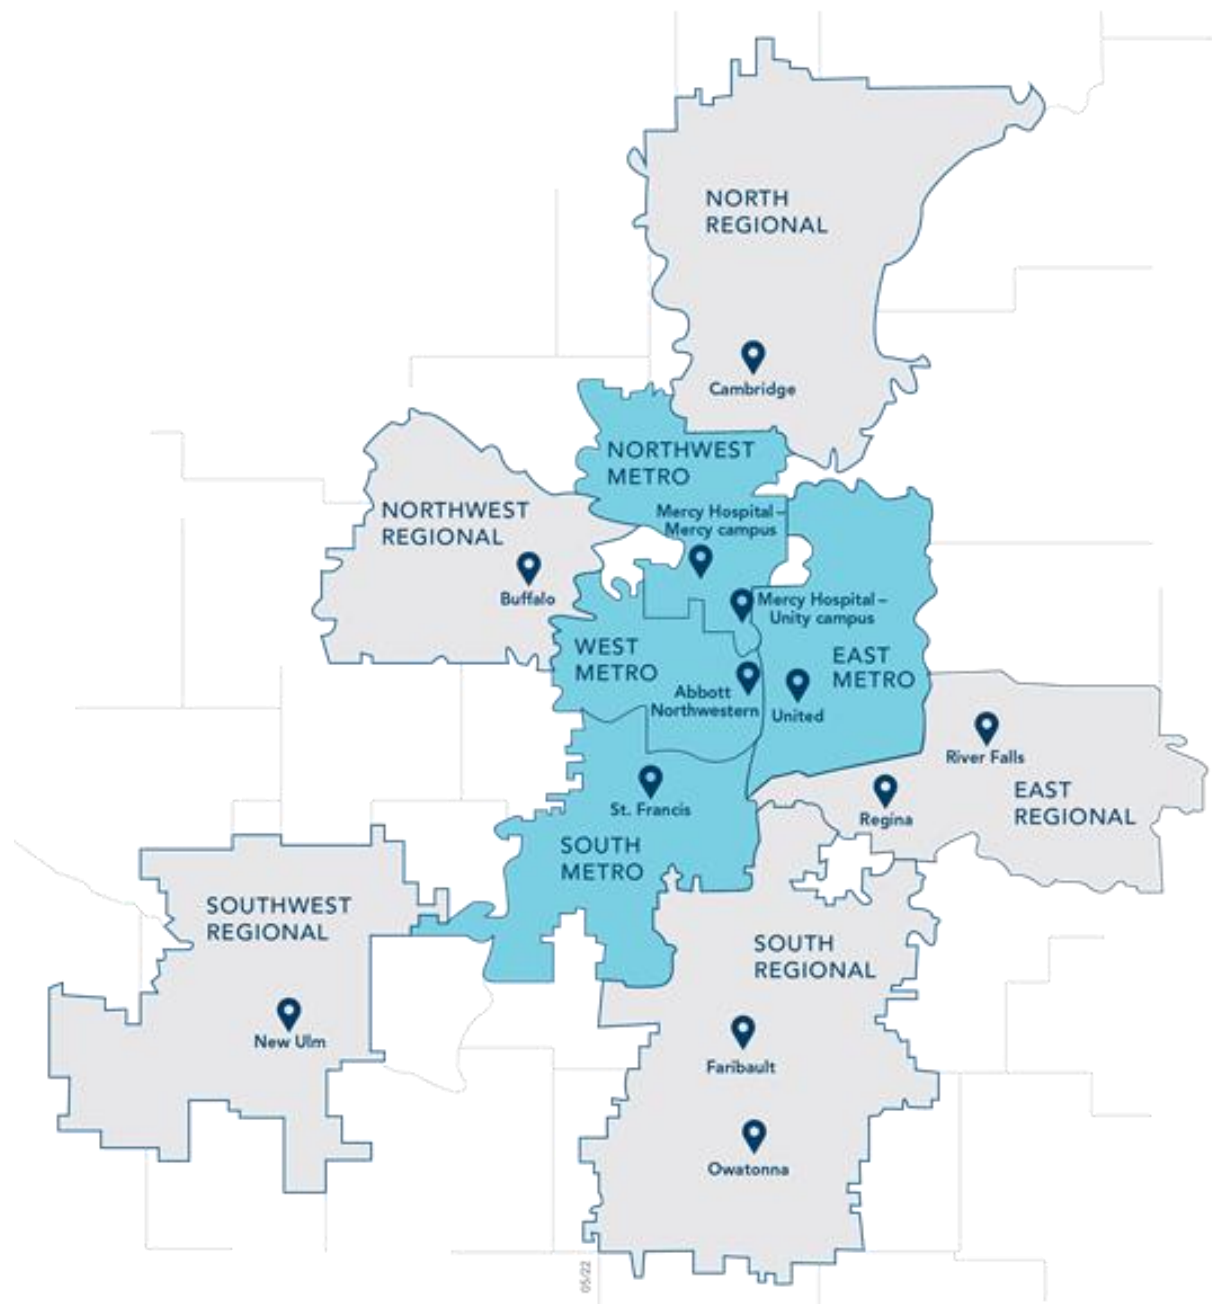 NORTH
REGIONAL
Cambridge
NORTHWEST
METRO
Mercy Hospital –
Mercy campus
NORTHWEST
REGIONAL
Buffalo
Mercy Hospital –
Unity campus
WEST
METRO
EAST
METRO
Abbott
Northwestern
United
River Falls
EAST
REGIONAL
Regina
St. Francis
SOUTH
METRO
SOUTHWEST
REGIONAL
New Ulm
SOUTH
REGIONAL
Faribault
Owatonna
05/22